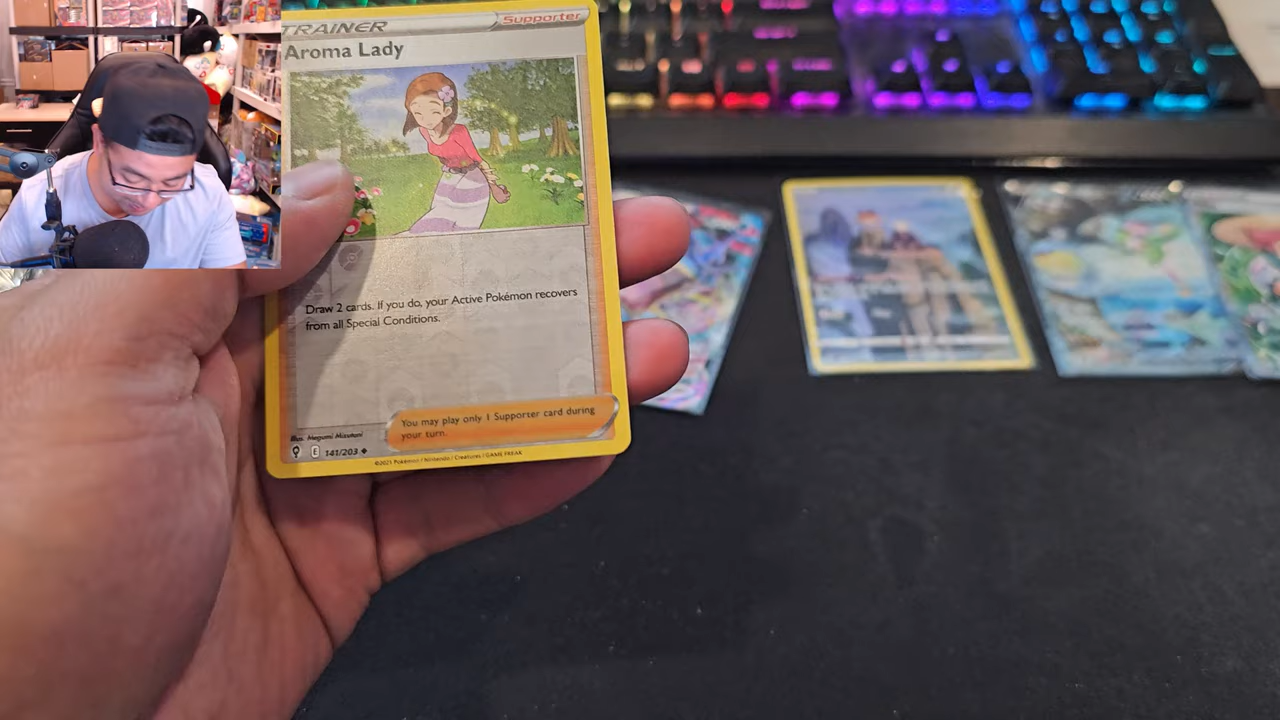 TRAINER
Supporter
Aroma Lady
Draw 2 cards. If you do, your Active Pokémon recovers
from all Special Conditions.
You may play only 1 Supporter card during
your turn.
Illus. Megumi Mizutani
E 141/203
©2021 Pokémon / Nintendo / Creatures / GAME FREAK